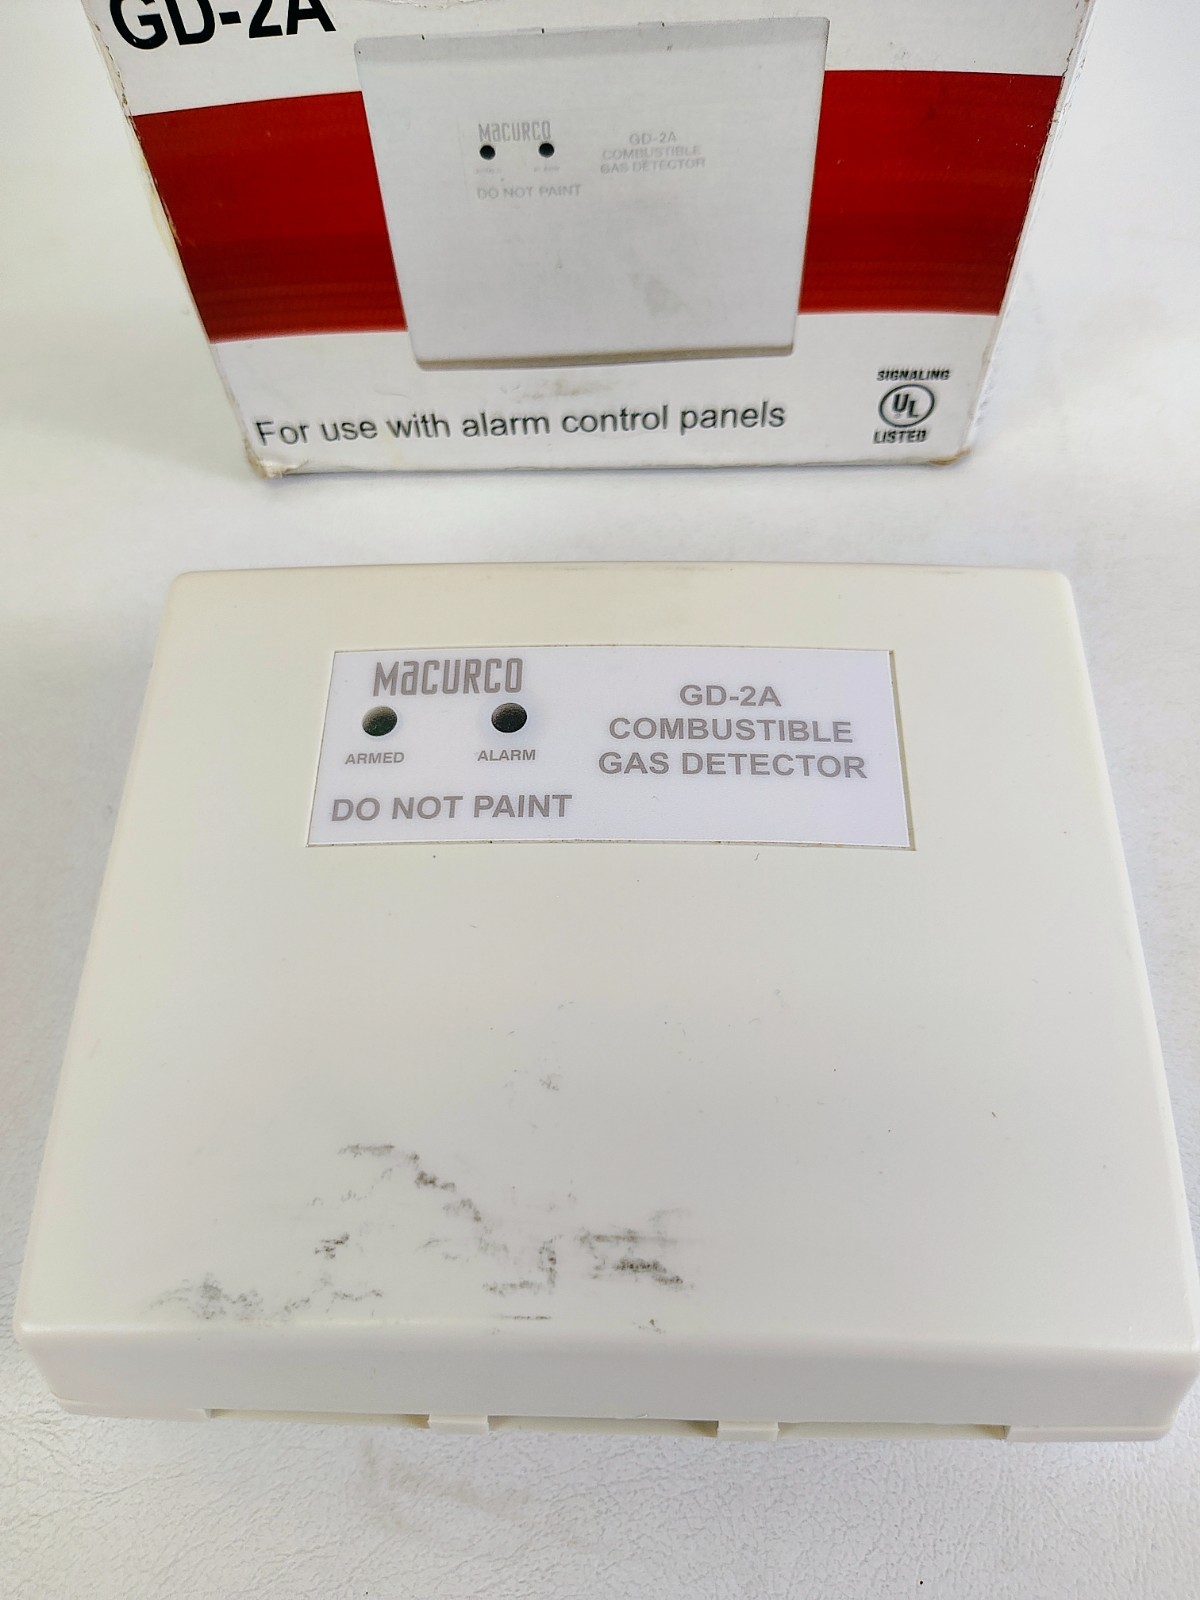 GD-2A
MaCURCO
GD-2A
COMBUSTIBLE
GAS DETECTOR
DO NOT PAINT
For use with alarm control panels
SIGNALING
UL
LISTED
MaCURCO
ARMED ALARM
GD-2A
COMBUSTIBLE
GAS DETECTOR
DO NOT PAINT